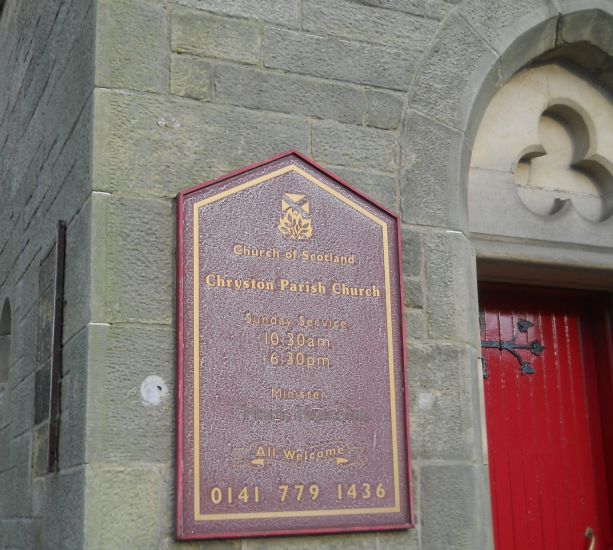 Church of Scotland
Chryston Parish Church
Sunday Service
10:30am
6:30pm
Minister
All Welcome
0141 779 1436